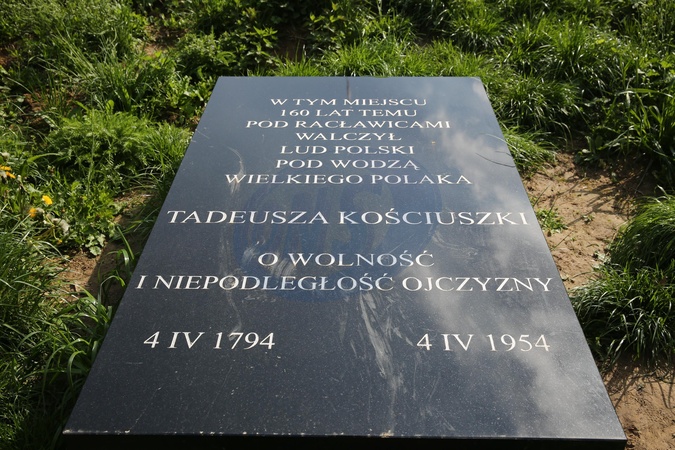 W TYM MIEJSCU
160 LAT TEMU
POD RACŁAWICAMI
WALCZYŁ
LUD POLSKI
POD WODZĄ
WIELKIEGO POLAKA
TADEUSZA KOŚCIUSZKI
O WOLNOŚĆ
I NIEPODLEGŁOŚĆ OJCZYZNY
4 IV 1794 4 IV 1954